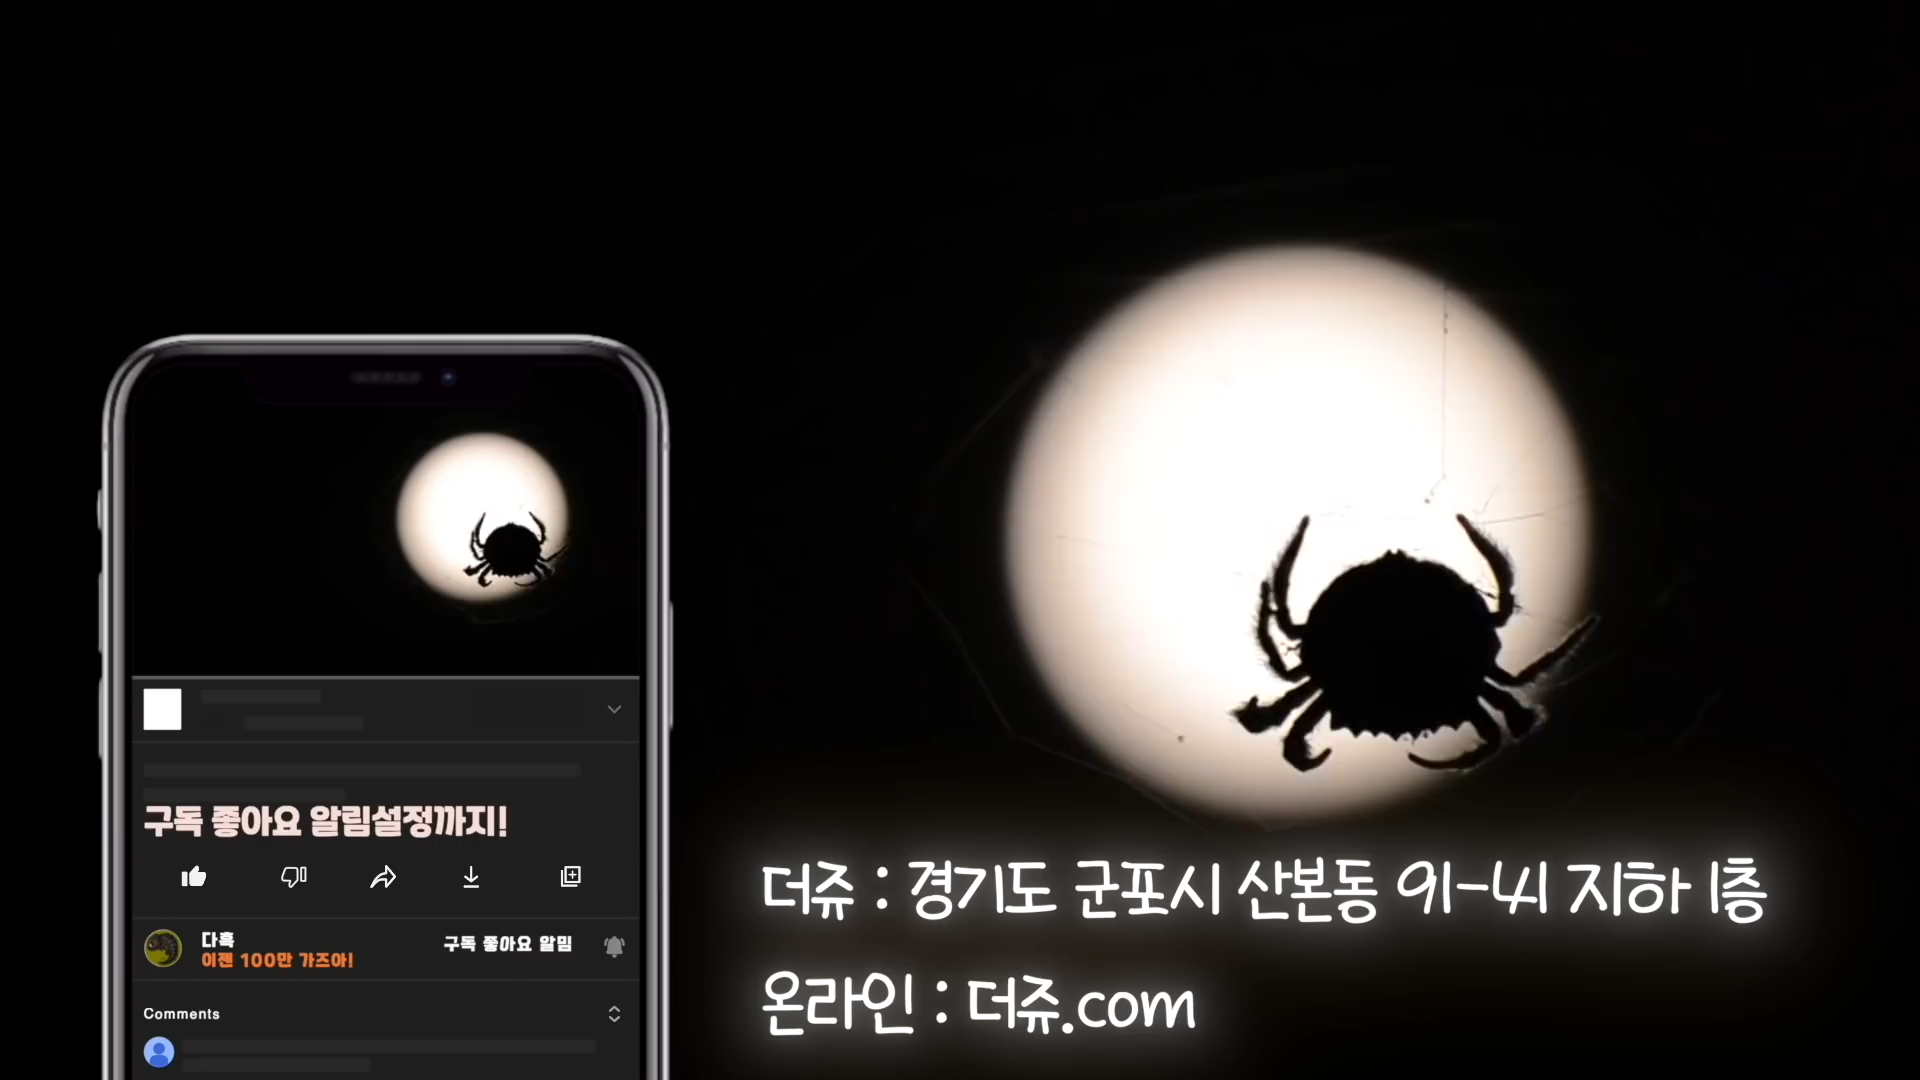 구독 좋아요 알림설정까지!
다흑
이젠 100만 가즈아!
구독 좋아요 알밈
Comments
더쥬 : 경기도 군포시 산본동 91-41 지하 1층
온라인 : 더쥬.com